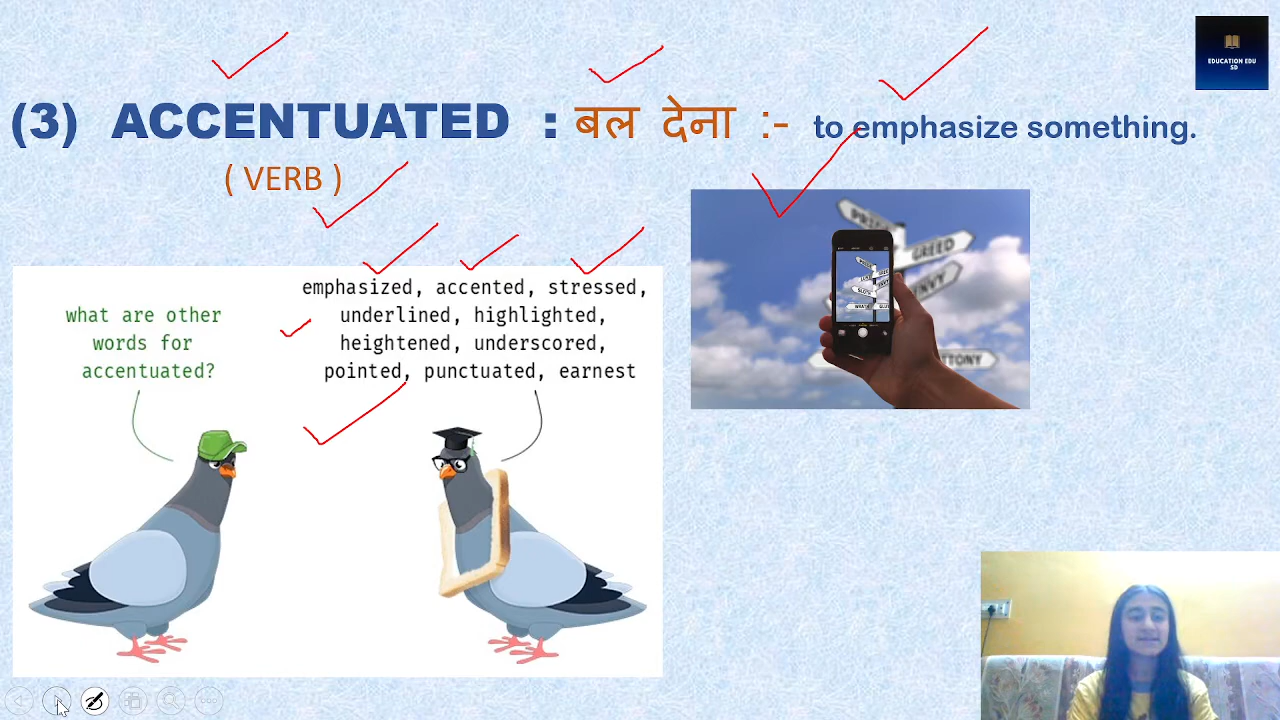 EDUCATION EDU
SD
(3) ACCENTUATED : बल देना :- to emphasize something.
( VERB )
what are other
words for
accentuated?
emphasized, accented, stressed,
underlined, highlighted,
heightened, underscored,
pointed, punctuated, earnest
GREED
ENVY